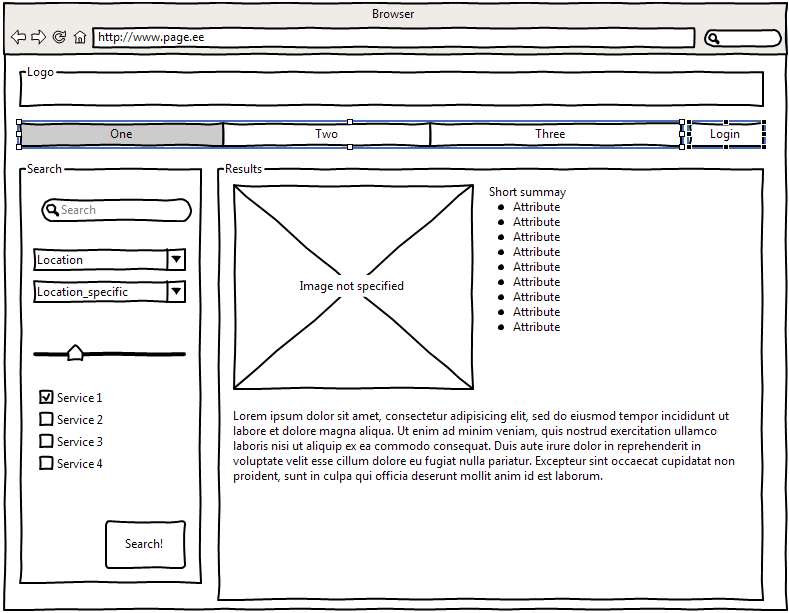 Browser
http://www.page.ee
Logo
One
Two
Three
Login
Search
Search
Location
Location_specific
Service 1
Service 2
Service 3
Service 4
Search!
Results
Image not specified
Short summay
Attribute
Attribute
Attribute
Attribute
Attribute
Attribute
Attribute
Attribute
Attribute
Lorem ipsum dolor sit amet, consectetur adipisicing elit, sed do eiusmod tempor incididunt ut
labore et dolore magna aliqua. Ut enim ad minim veniam, quis nostrud exercitation ullamco
laboris nisi ut aliquip ex ea commodo consequat. Duis aute irure dolor in reprehenderit in
voluptate velit esse cillum dolore eu fugiat nulla pariatur. Excepteur sint occaecat cupidatat non
proident, sunt in culpa qui officia deserunt mollit anim id est laborum.